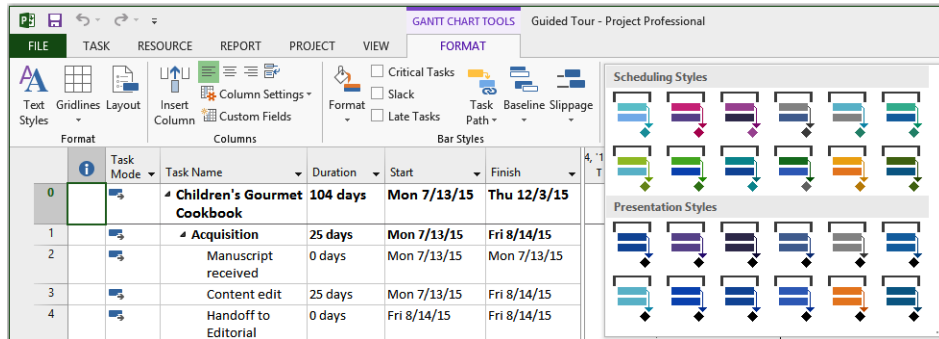 GANTT CHART TOOLS Guided Tour - Project Professional
FILE TASK RESOURCE REPORT PROJECT VIEW FORMAT
Text Styles
Gridlines
Layout
Format
Insert Column
Column Settings
Custom Fields
Columns
Format
Critical Tasks
Slack
Late Tasks
Task Path
Baseline
Slippage
Bar Styles
Scheduling Styles
Presentation Styles
Task Mode Task Name Duration Start Finish
4, '1
T
0 Children's Gourmet 104 days Mon 7/13/15 Thu 12/3/15
Cookbook
1 Acquisition 25 days Mon 7/13/15 Fri 8/14/15
2 Manuscript 0 days Mon 7/13/15 Mon 7/13/15
received
3 Content edit 25 days Mon 7/13/15 Fri 8/14/15
4 Handoff to 0 days Fri 8/14/15 Fri 8/14/15
Editorial